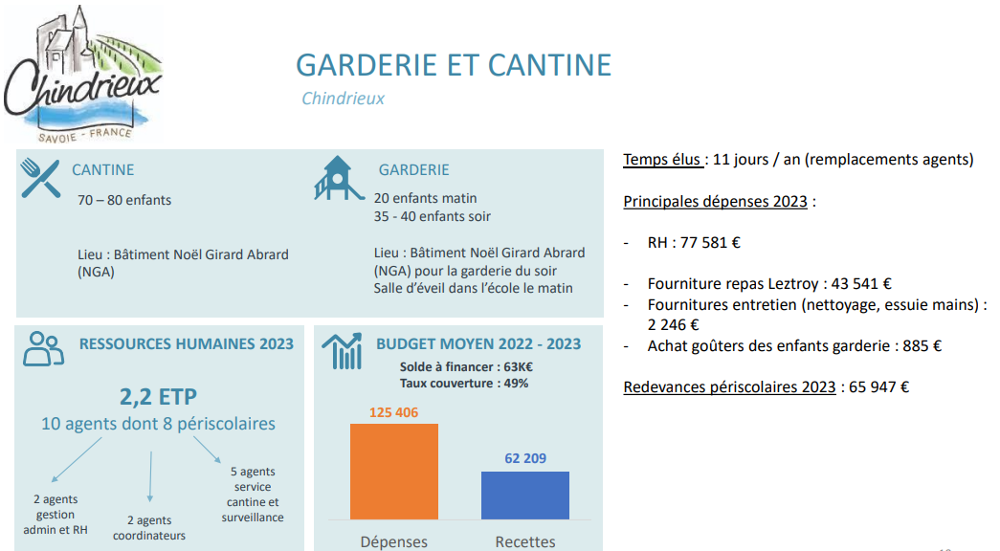 Chindrieux
SAVOIE - FRANCE
GARDERIE ET CANTINE
Chindrieux
CANTINE
70 – 80 enfants
Lieu : Bâtiment Noël Girard Abrard
(NGA)
GARDERIE
20 enfants matin
35 - 40 enfants soir
Lieu : Bâtiment Noël Girard Abrard
(NGA) pour la garderie du soir
Salle d’éveil dans l’école le matin
RESSOURCES HUMAINES 2023
2,2 ETP
10 agents dont 8 périscolaires
2 agents
gestion
admin et RH
2 agents
coordinateurs
5 agents
service
cantine et
surveillance
BUDGET MOYEN 2022 - 2023
Solde à financer : 63K€
Taux couverture : 49%
125 406
62 209
Dépenses
Recettes
Temps élus : 11 jours / an (remplacements agents)
Principales dépenses 2023 :
- RH : 77 581 €
- Fourniture repas Leztroy : 43 541 €
- Fournitures entretien (nettoyage, essuie mains) :
2 246 €
- Achat goûters des enfants garderie : 885 €
Redevances périscolaires 2023 : 65 947 €